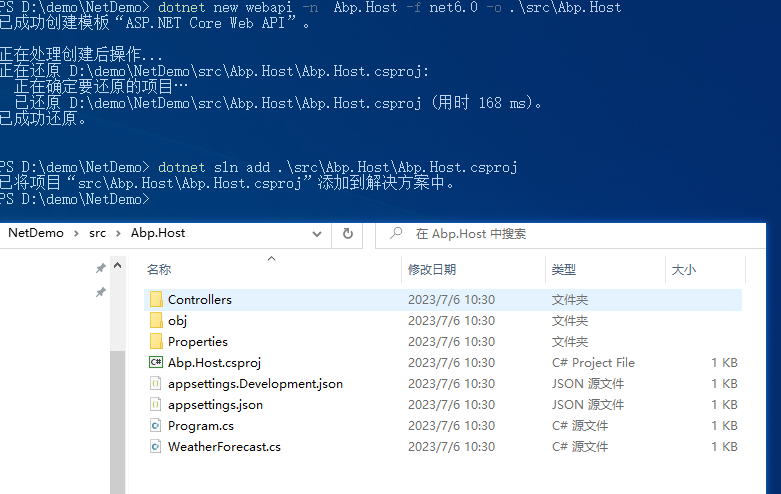 PS D:\demo\NetDemo> dotnet new webapi -n  Abp.Host -f net6.0 -o .\src\Abp.Host
已成功创建模板“ASP.NET Core Web API”。
正在处理创建后操作...
正在还原 D:\demo\NetDemo\src\Abp.Host\Abp.Host.csproj:
正在确定要还原的项目…
已还原 D:\demo\NetDemo\src\Abp.Host\Abp.Host.csproj (用时 168 ms)。
已成功还原。
PS D:\demo\NetDemo> dotnet sln add .\src\Abp.Host\Abp.Host.csproj
已将项目“src\Abp.Host\Abp.Host.csproj”添加到解决方案中。
PS D:\demo\NetDemo>
NetDemo > src > Abp.Host 在 Abp.Host 中搜索
名称 修改日期 类型 大小
Controllers 2023/7/6 10:30 文件夹
obj 2023/7/6 10:30 文件夹
Properties 2023/7/6 10:30 文件夹
C# Abp.Host.csproj 2023/7/6 10:30 C# Project File 1 KB
appsettings.Development.json 2023/7/6 10:30 JSON 源文件 1 KB
appsettings.json 2023/7/6 10:30 JSON 源文件 1 KB
Program.cs 2023/7/6 10:30 C# 源文件 1 KB
WeatherForecast.cs 2023/7/6 10:30 C# 源文件 1 KB